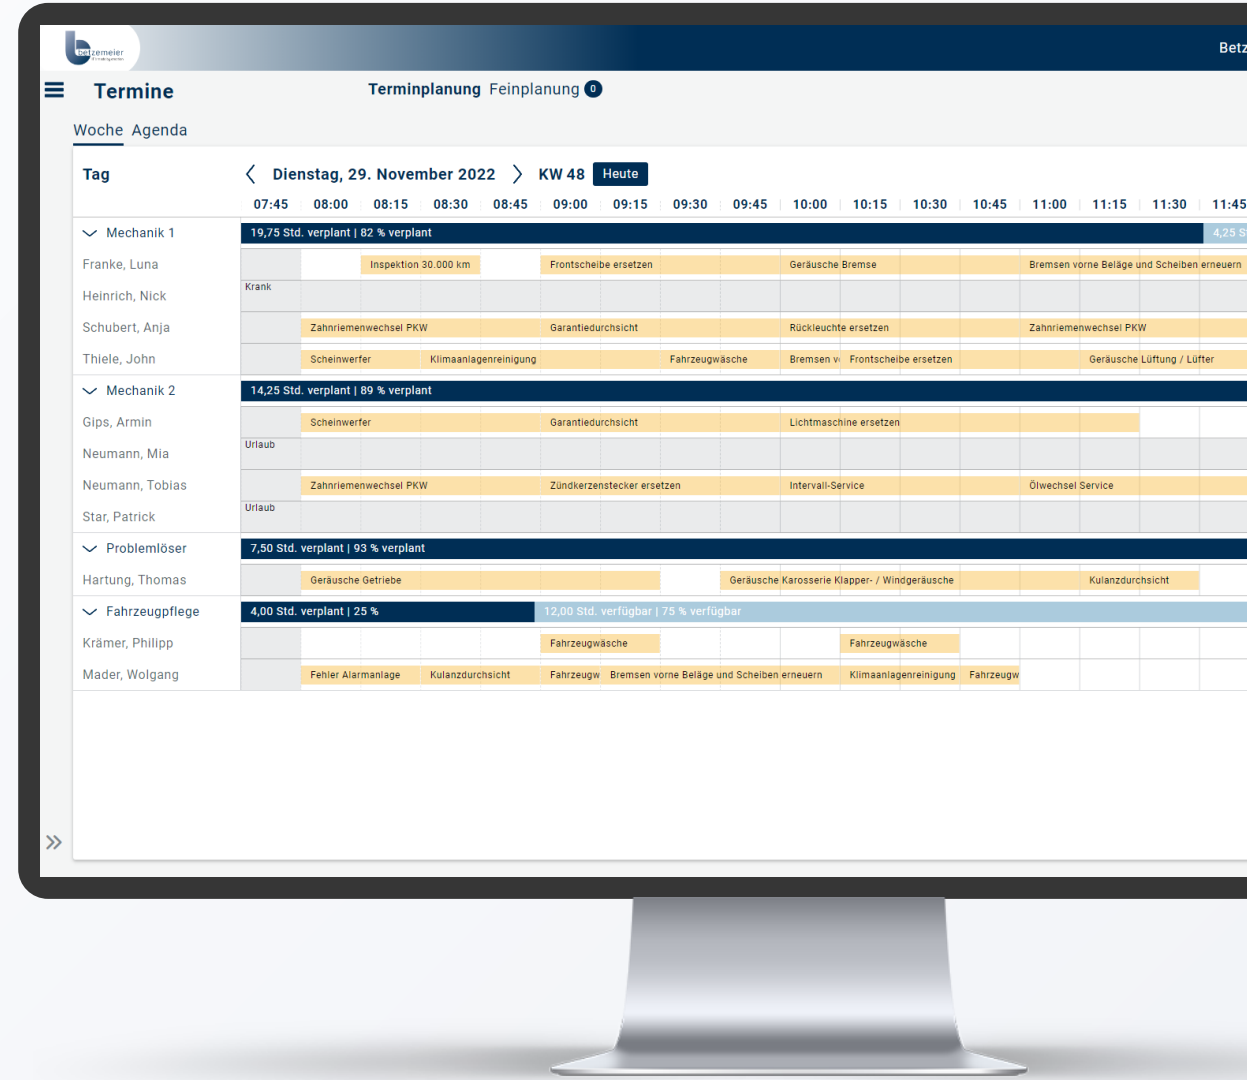 betzemeier
Betz
Termine
Terminplanung Feinplanung 0
Woche Agenda
Tag
Dienstag, 29. November 2022 KW 48 Heute
07:45 08:00 08:15 08:30 08:45 09:00 09:15 09:30 09:45 10:00 10:15 10:30 10:45 11:00 11:15 11:30 11:45
Mechanik 1 19,75 Std. verplant | 82 % verplant 4,25 S
Franke, Luna Inspektion 30.000 km Frontscheibe ersetzen Geräusche Bremse Bremsen vorne Beläge und Scheiben erneuern
Heinrich, Nick Krank
Schubert, Anja Zahnriemenwechsel PKW Garantiedurchsicht Rückleuchte ersetzen Zahnriemenwechsel PKW
Thiele, John Scheinwerfer Klimaanlagenreinigung Fahrzeugwäsche Bremsen v Frontscheibe ersetzen Geräusche Lüftung / Lüfter
Mechanik 2 14,25 Std. verplant | 89 % verplant
Gips, Armin Scheinwerfer Garantiedurchsicht Lichtmaschine ersetzen
Neumann, Mia Urlaub
Neumann, Tobias Zahnriemenwechsel PKW Zündkerzenstecker ersetzen Intervall-Service Ölwechsel Service
Star, Patrick Urlaub
Problemlöser 7,50 Std. verplant | 93 % verplant
Hartung, Thomas Geräusche Getriebe Geräusche Karosserie Klapper- / Windgeräusche Kulanzdurchsicht
Fahrzeugpflege 4,00 Std. verplant | 25 % 12,00 Std. verfügbar | 75 % verfügbar
Krämer, Philipp Fahrzeugwäsche Fahrzeugwäsche
Mader, Wolgang Fehler Alarmanlage Kulanzdurchsicht Fahrzeugw Bremsen vorne Beläge und Scheiben erneuern Klimaanlagenreinigung Fahrzeugw